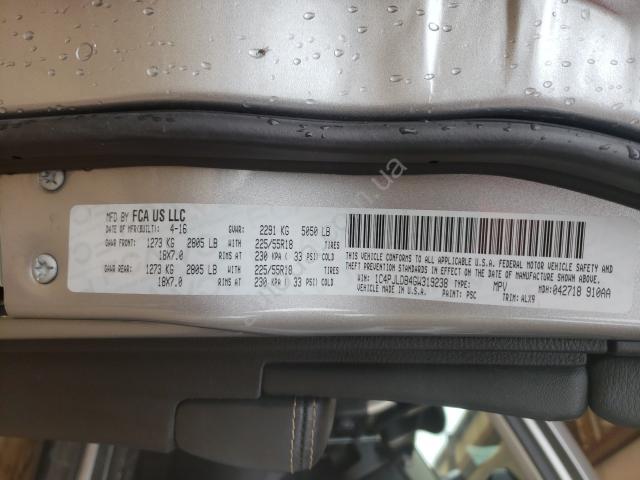 MFD BY FCA US LLC
DATE OF MFR(BUILT): 4-16 GVWR: 2291 KG 5050 LB
GAWR FRONT: 1273 KG 2805 LB WITH 225/55R18 TIRES
18X7.0 RIMS AT 230 KPA ( 33 PSI) COLD
GAWR REAR: 1273 KG 2805 LB WITH 225/55R18 TIRES
18X7.0 RIMS AT 230 KPA ( 33 PSI) COLD
THIS VEHICLE CONFORMS TO ALL APPLICABLE U.S.A. FEDERAL MOTOR VEHICLE SAFETY
AND THEFT PREVENTION STANDARDS IN EFFECT ON THE DATE OF MANUFACTURE SHOWN ABOVE.
VIN: 1C4PJLDB4GW319238 TYPE: MPV MDH: 042718 910AA
MADE IN U.S.A. PAINT: PSC TRIM: ALX9